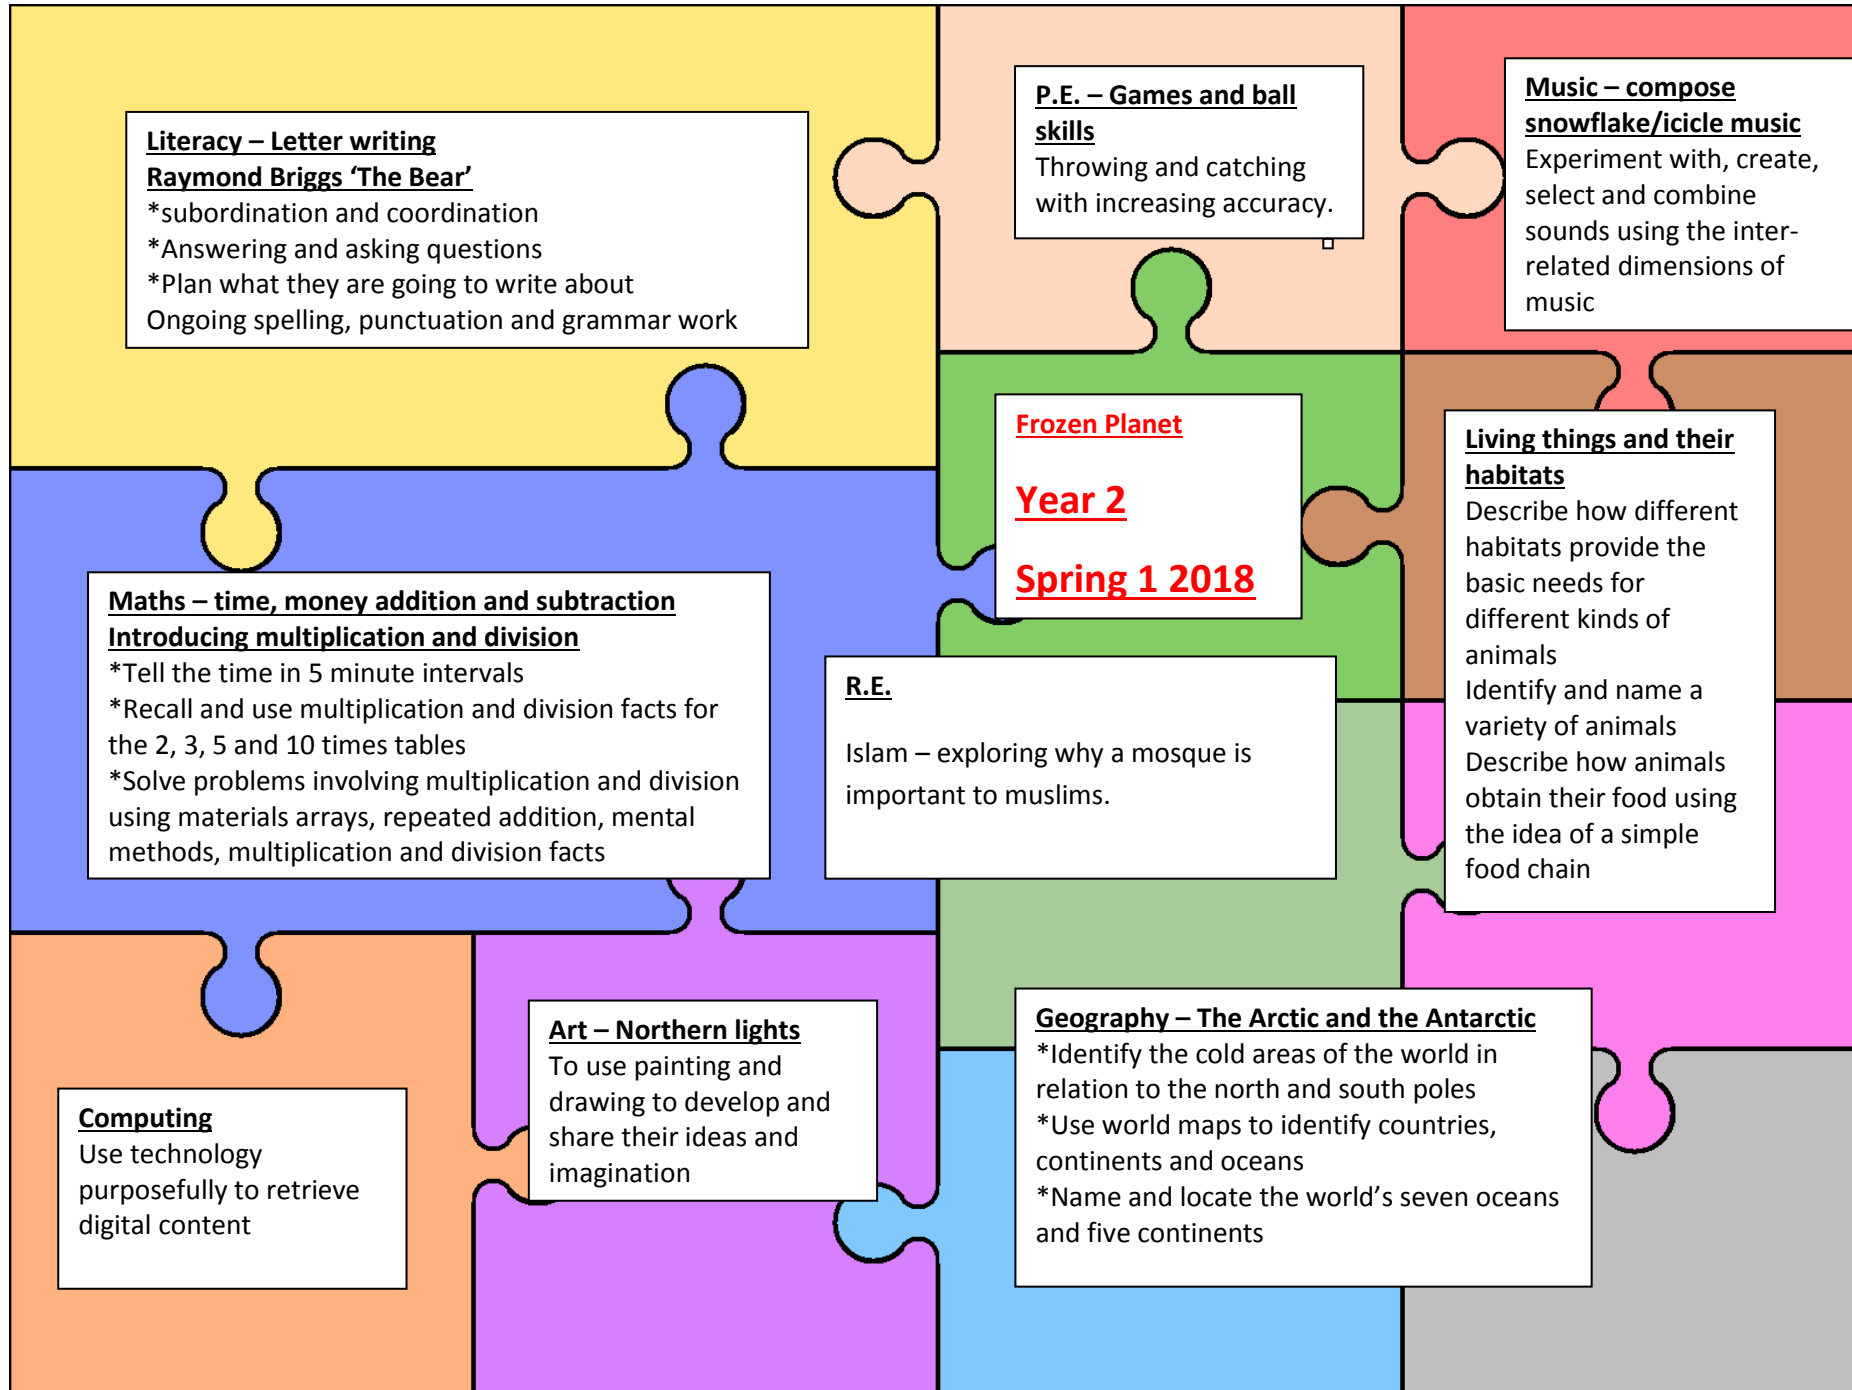 Literacy – Letter writing
Raymond Briggs ‘The Bear’
*subordination and coordination
*Answering and asking questions
*Plan what they are going to write about
Ongoing spelling, punctuation and grammar work
P.E. – Games and ball
skills
Throwing and catching
with increasing accuracy.
Music – compose
snowflake/icicle music
Experiment with, create,
select and combine
sounds using the inter-
related dimensions of
music
Frozen Planet
Year 2
Spring 1 2018
Living things and their
habitats
Describe how different
habitats provide the
basic needs for
different kinds of
animals
Identify and name a
variety of animals
Describe how animals
obtain their food using
the idea of a simple
food chain
Maths – time, money addition and subtraction
Introducing multiplication and division
*Tell the time in 5 minute intervals
*Recall and use multiplication and division facts for
the 2, 3, 5 and 10 times tables
*Solve problems involving multiplication and division
using materials arrays, repeated addition, mental
methods, multiplication and division facts
R.E.
Islam – exploring why a mosque is
important to muslims.
Computing
Use technology
purposefully to retrieve
digital content
Art – Northern lights
To use painting and
drawing to develop and
share their ideas and
imagination
Geography – The Arctic and the Antarctic
*Identify the cold areas of the world in
relation to the north and south poles
*Use world maps to identify countries,
continents and oceans
*Name and locate the world’s seven oceans
and five continents